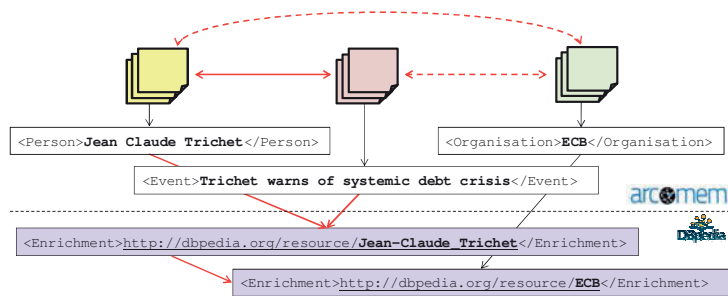 <Person>Jean Claude Trichet</Person>
<Organisation>ECB</Organisation>
<Event>Trichet warns of systemic debt crisis</Event>
arcomem
DBpedia
<Enrichment>http://dbpedia.org/resource/Jean-Claude_Trichet</Enrichment>
<Enrichment>http://dbpedia.org/resource/ECB</Enrichment>